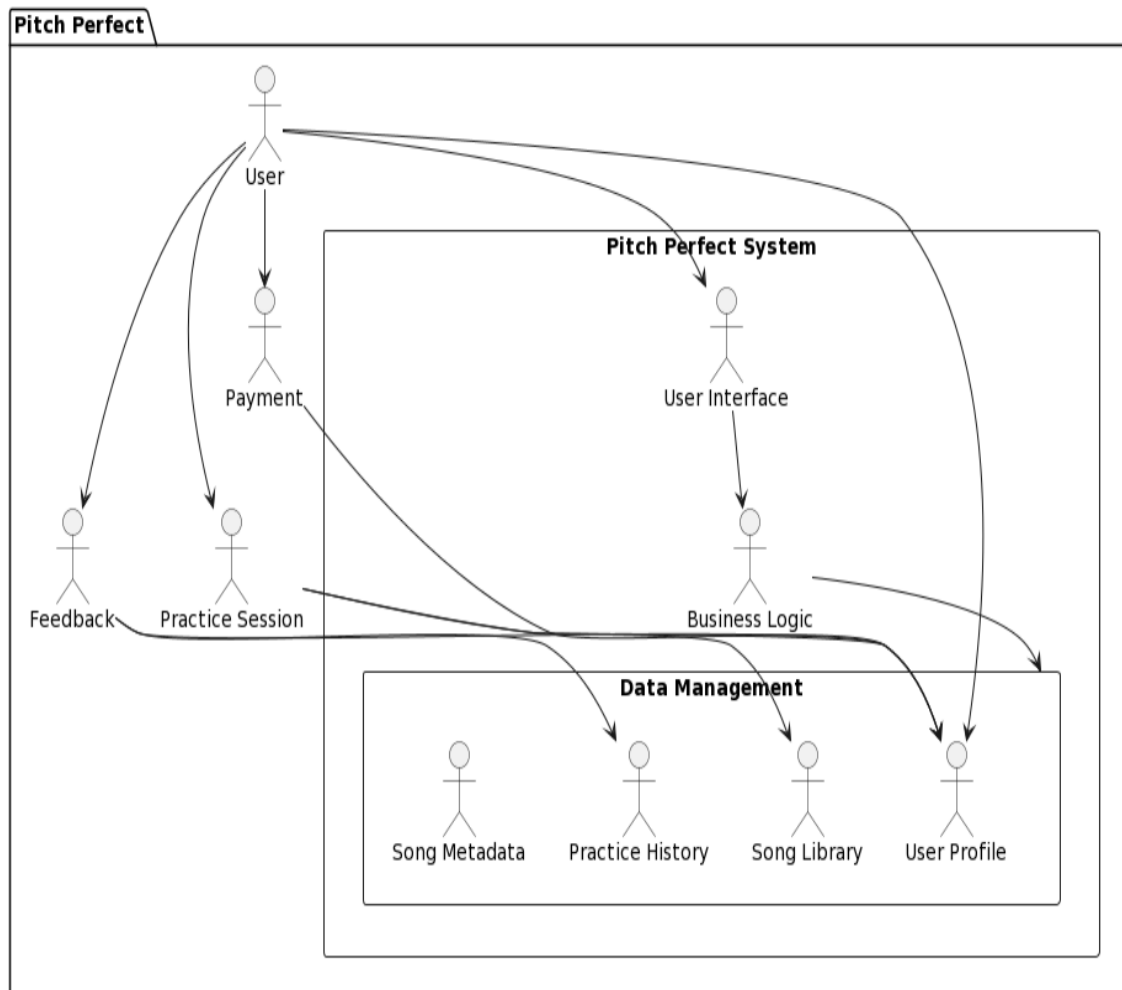 Pitch Perfect
User
Pitch Perfect System
Payment
User Interface
Feedback
Practice Session
Business Logic
Data Management
Song Metadata
Practice History
Song Library
User Profile